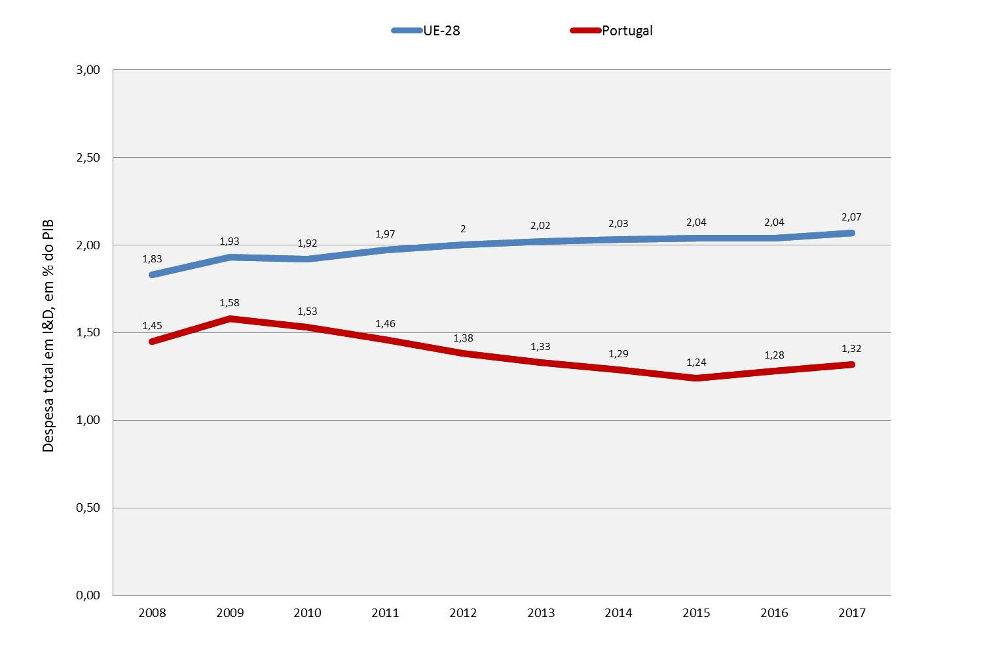 UE-28 Portugal
3,00
2,50
2,00
1,50
1,00
0,50
0,00
Despesa total em I&D, em % do PIB
1,83 1,93 1,92 1,97 2 2,02 2,03 2,04 2,04 2,07
1,45 1,58 1,53 1,46 1,38 1,33 1,29 1,24 1,28 1,32
2008 2009 2010 2011 2012 2013 2014 2015 2016 2017